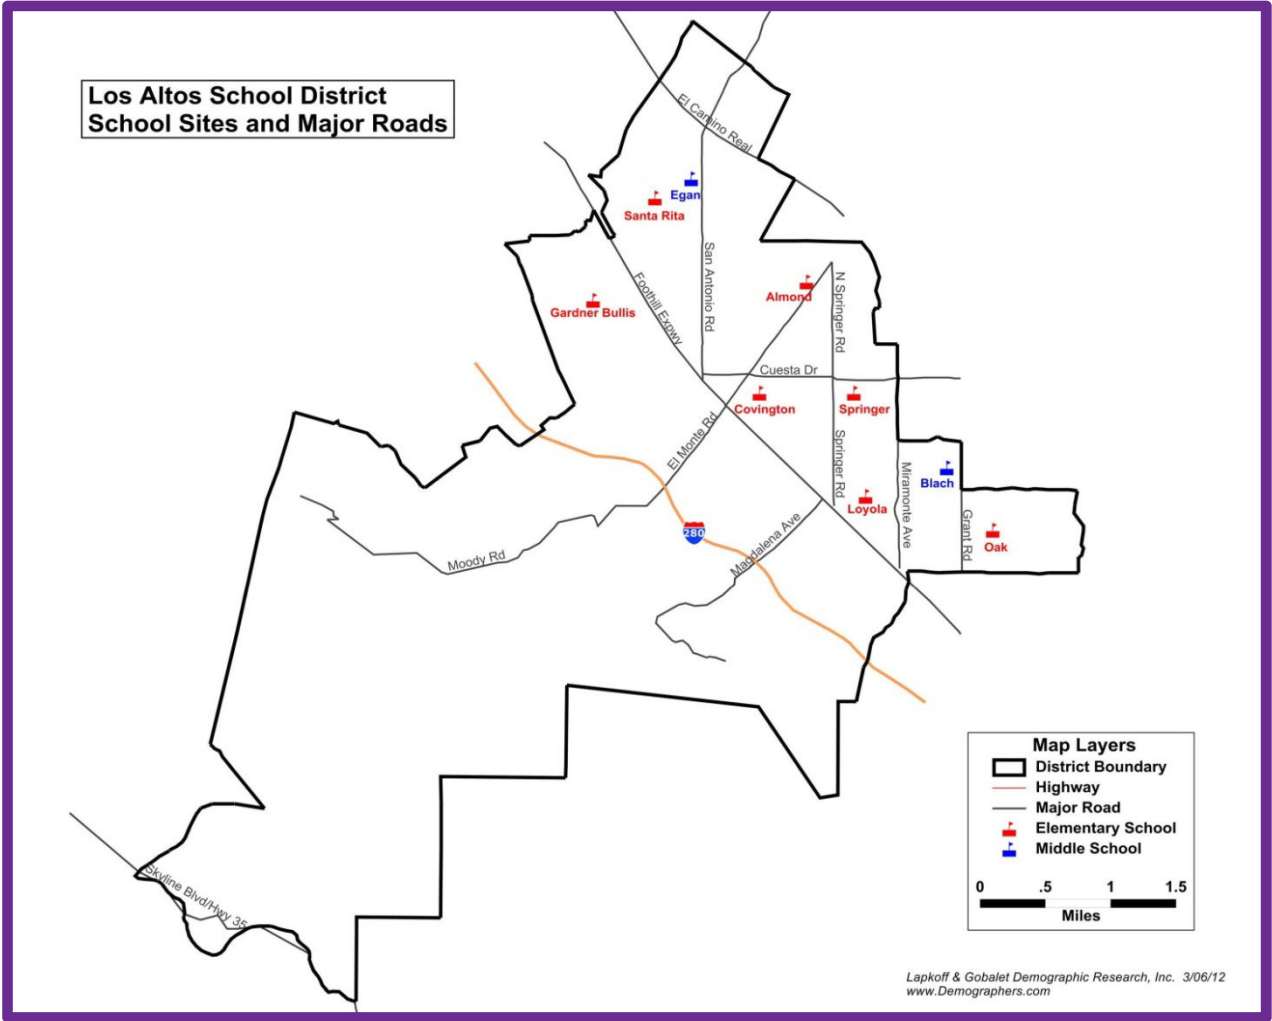 Los Altos School District
School Sites and Major Roads
El Camino Real
Egan
Santa Rita
San Antonio Rd
Foothill Expwy
Almond
N Springer Rd
Gardner Bullis
Cuesta Dr
Covington
Springer
El Monte Rd
Springer Rd
Miramonte Ave
Blach
Loyola
Grant Rd
Oak
280
Magdalena Ave
Moody Rd
Skyline Blvd/Hwy 35
Map Layers
District Boundary
Highway
Major Road
Elementary School
Middle School
0 .5 1 1.5
Miles
Lapkoff & Gobalet Demographic Research, Inc. 3/06/12
www.Demographers.com